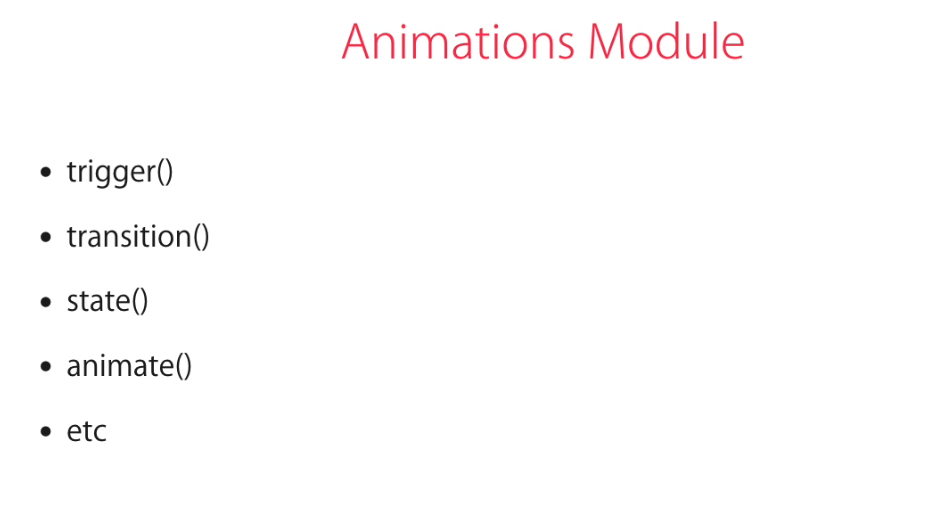 Animations Module
• trigger()
• transition()
• state()
• animate()
• etc